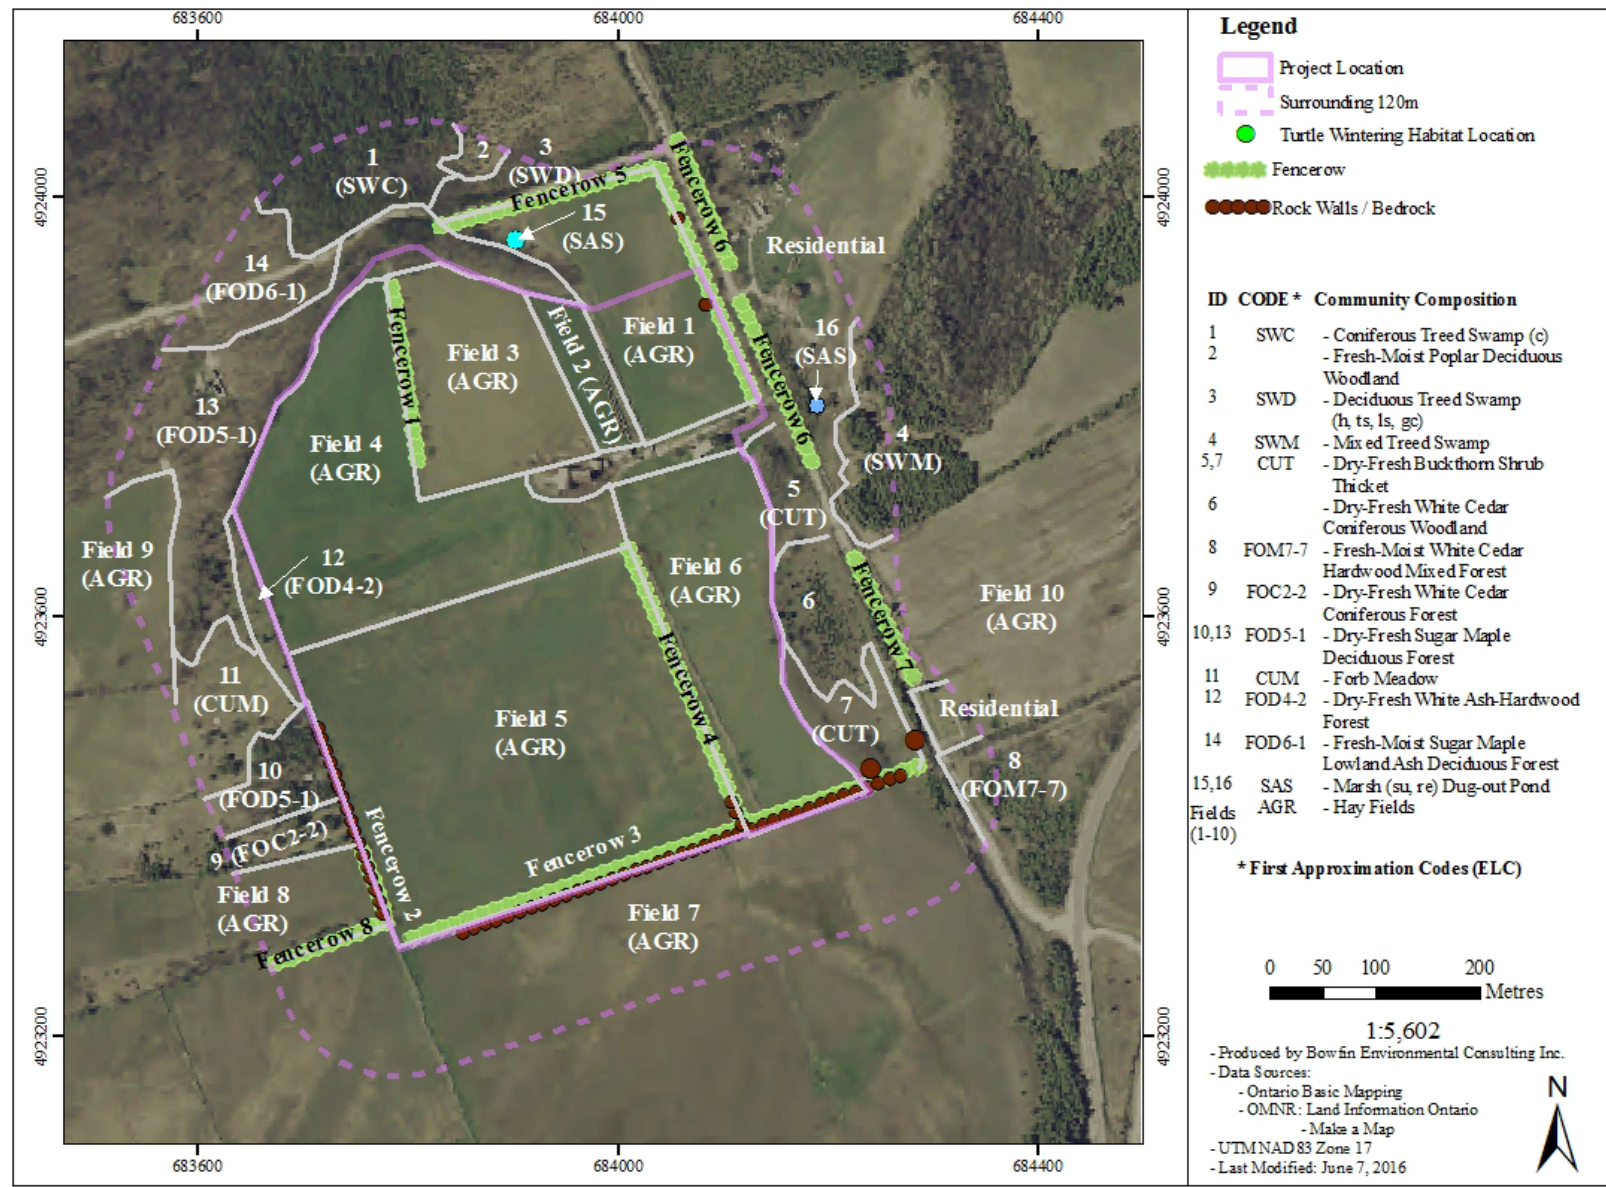 683600
684000
684400
4924000
4923600
4923200
4924000
4923600
4923200
683600
684000
684400
1
(SWC)
2
3
(SWD)
Fencerow 5
Fencerow 6
15
(SAS)
Residential
14
(FOD6-1)
Fencerow 1
Field 3
(AGR)
Field 2 (AGR)
Field 1
(AGR)
Fencerow 6
16
(SAS)
13
(FOD5-1)
Field 4
(AGR)
4
(SWM)
5
(CUT)
Field 9
(AGR)
12
(FOD4-2)
Field 6
(AGR)
6
Fencerow 7
Field 10
(AGR)
Fencerow 4
11
(CUM)
Field 5
(AGR)
7
(CUT)
Residential
8
(FOM7-7)
10
(FOD5-1)
9 (FOC2-2)
Fencerow 2
Fencerow 3
Field 8
(AGR)
Fencerow 8
Field 7
(AGR)
Legend
Project Location
Surrounding 120m
Turtle Wintering Habitat Location
Fencerow
Rock Walls / Bedrock
ID CODE * Community Composition
1 SWC - Coniferous Treed Swamp (c)
2 - Fresh-Moist Poplar Deciduous
Woodland
3 SWD - Deciduous Treed Swamp
(h, ts, ls, gc)
4 SWM - Mixed Treed Swamp
5,7 CUT - Dry-Fresh Buckthorn Shrub
Thicket
6 - Dry-Fresh White Cedar
Coniferous Woodland
8 FOM7-7 - Fresh-Moist White Cedar
Hardwood Mixed Forest
9 FOC2-2 - Dry-Fresh White Cedar
Coniferous Forest
10,13 FOD5-1 - Dry-Fresh Sugar Maple
Deciduous Forest
11 CUM - Forb Meadow
12 FOD4-2 - Dry-Fresh White Ash-Hardwood
Forest
14 FOD6-1 - Fresh-Moist Sugar Maple
Lowland Ash Deciduous Forest
15,16 SAS - Marsh (su, re) Dug-out Pond
Fields AGR - Hay Fields
(1-10)
* First Approximation Codes (ELC)
0 50 100 200
Metres
1:5,602
- Produced by Bowfin Environmental Consulting Inc.
- Data Sources:
- Ontario Basic Mapping
- OMNR: Land Information Ontario
- Make a Map
- UTM NAD 83 Zone 17
- Last Modified: June 7, 2016
N